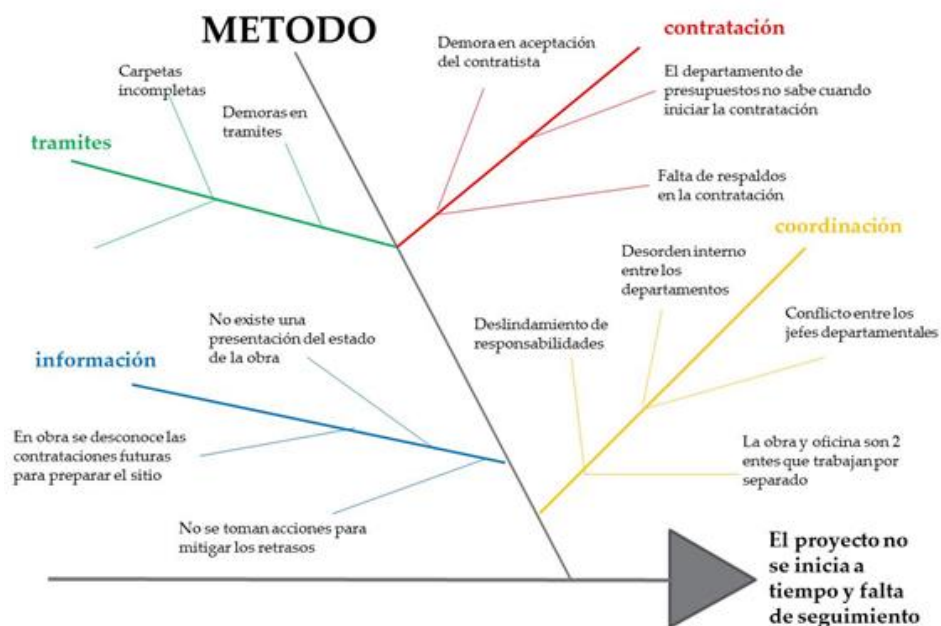 METODO
contratación
Demora en aceptación
del contratista
Carpetas
incompletas
El departamento de
presupuestos no sabe cuando
iniciar la contratación
Demoras en
tramites
tramites
Falta de respaldos
en la contratación
coordinación
Desorden interno
entre los
departamentos
No existe una
presentación del estado
de la obra
Deslindamiento de
responsabilidades
Conflicto entre los
jefes departamentales
información
En obra se desconoce las
contrataciones futuras
para preparar el sitio
La obra y oficina son 2
entes que trabajan por
separado
No se toman acciones para
mitigar los retrasos
El proyecto no
se inicia a
tiempo y falta
de seguimiento